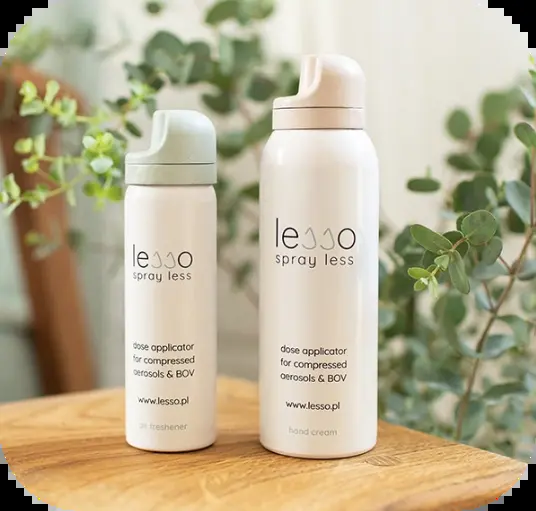 lesso
spray less
dose applicator
for compressed
aerosols & BOV
www.lesso.pl
air freshener
lesso
spray less
dose applicator
for compressed
aerosols & BOV
www.lesso.pl
hand cream